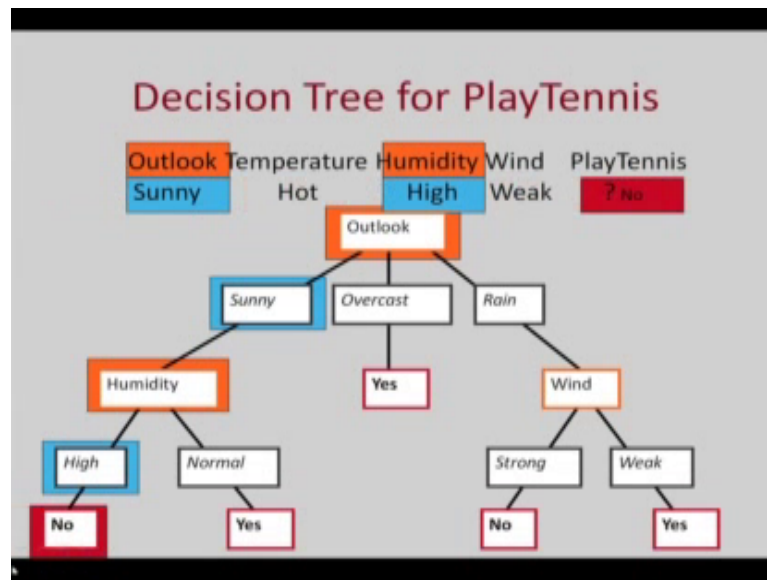 Decision Tree for PlayTennis
Outlook Temperature Humidity Wind PlayTennis
Sunny Hot High Weak ? No
Outlook
Sunny Overcast Rain
Humidity Yes Wind
High Normal Strong Weak
No Yes No Yes